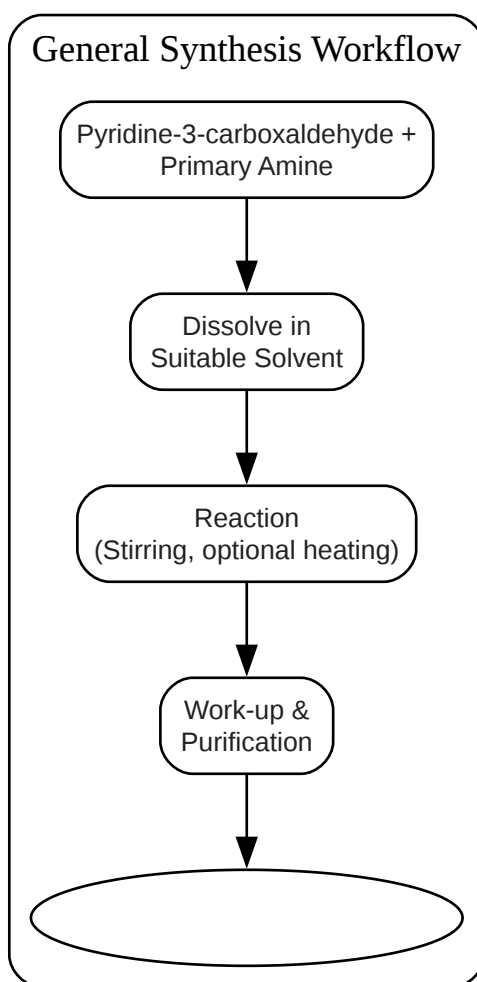 General Synthesis Workflow
Pyridine-3-carboxaldehyde +
Primary Amine
Dissolve in
Suitable Solvent
Reaction
(Stirring, optional heating)
Work-up &
Purification